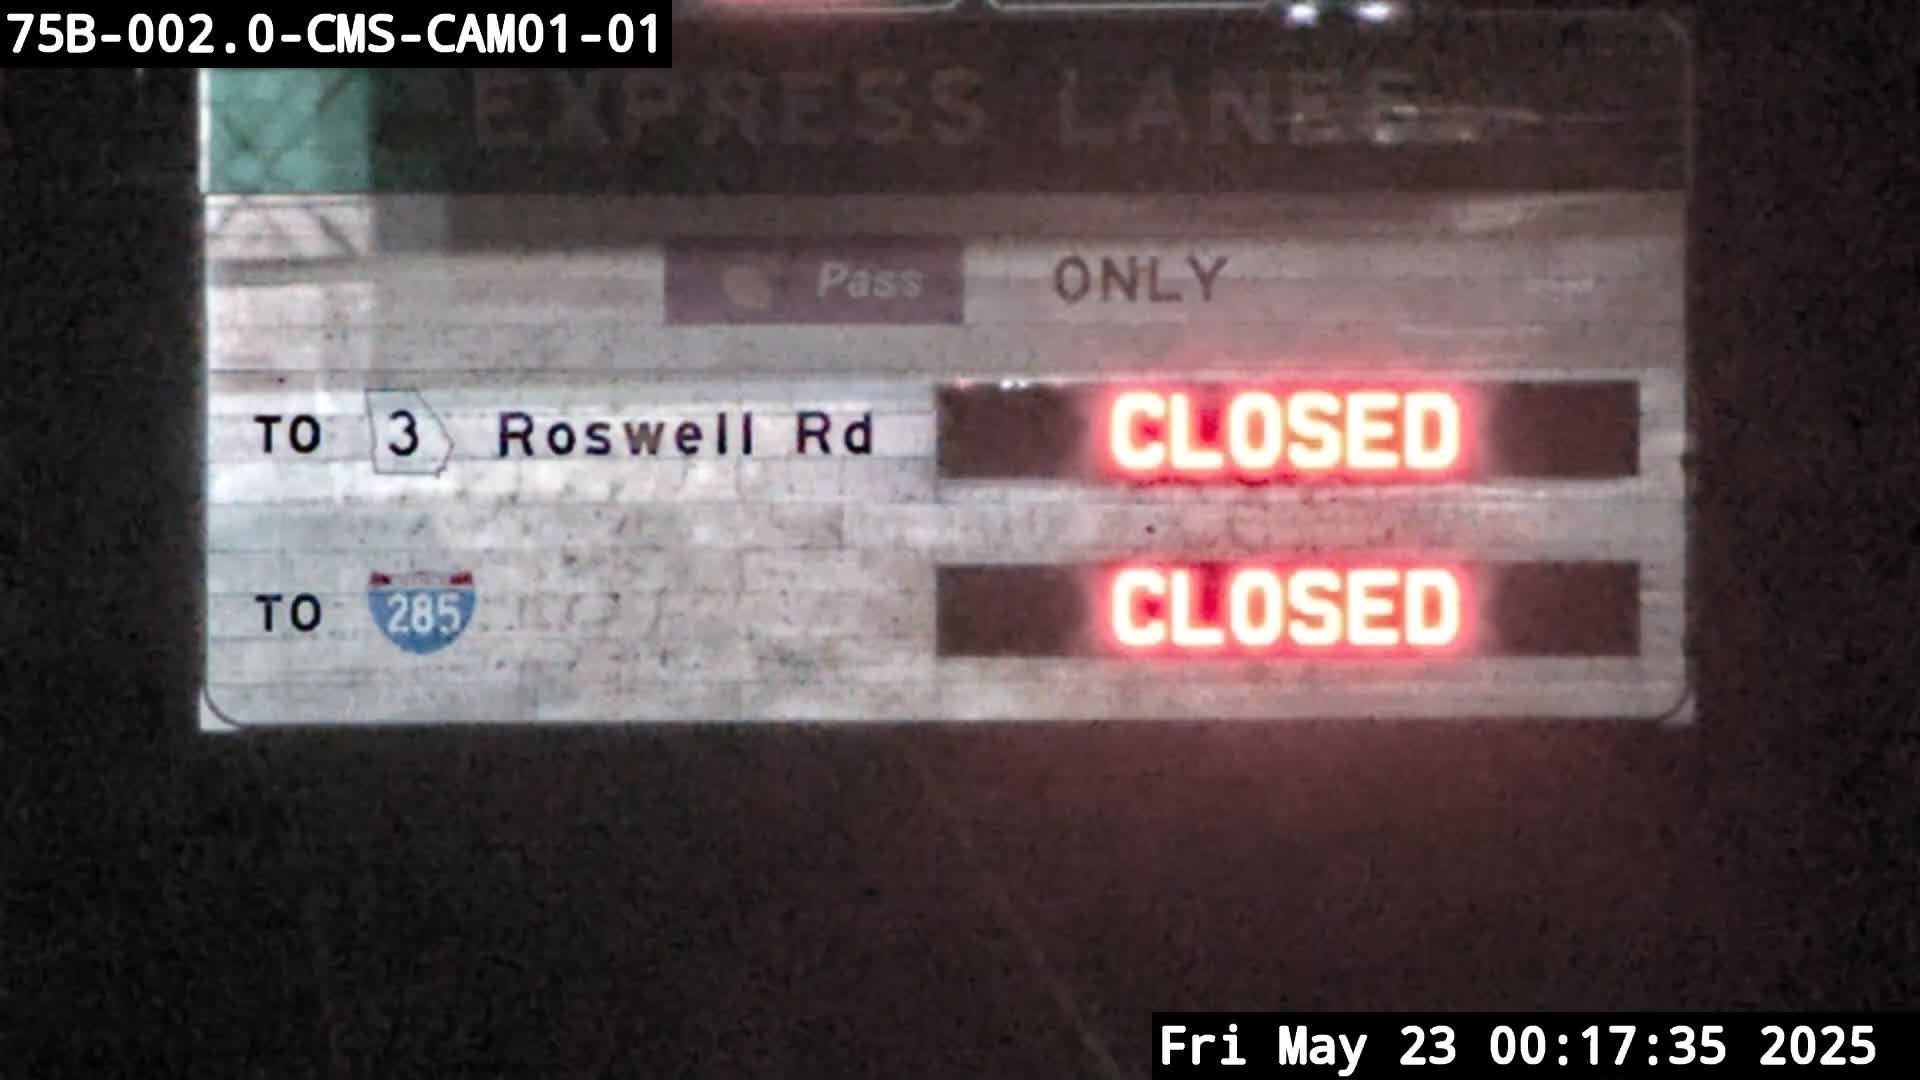 75B-002.0-CMS-CAM01-01
EXPRESS LANES
Pass ONLY
TO 3 Roswell Rd CLOSED
TO 285 CLOSED
Fri May 23 00:17:35 2025